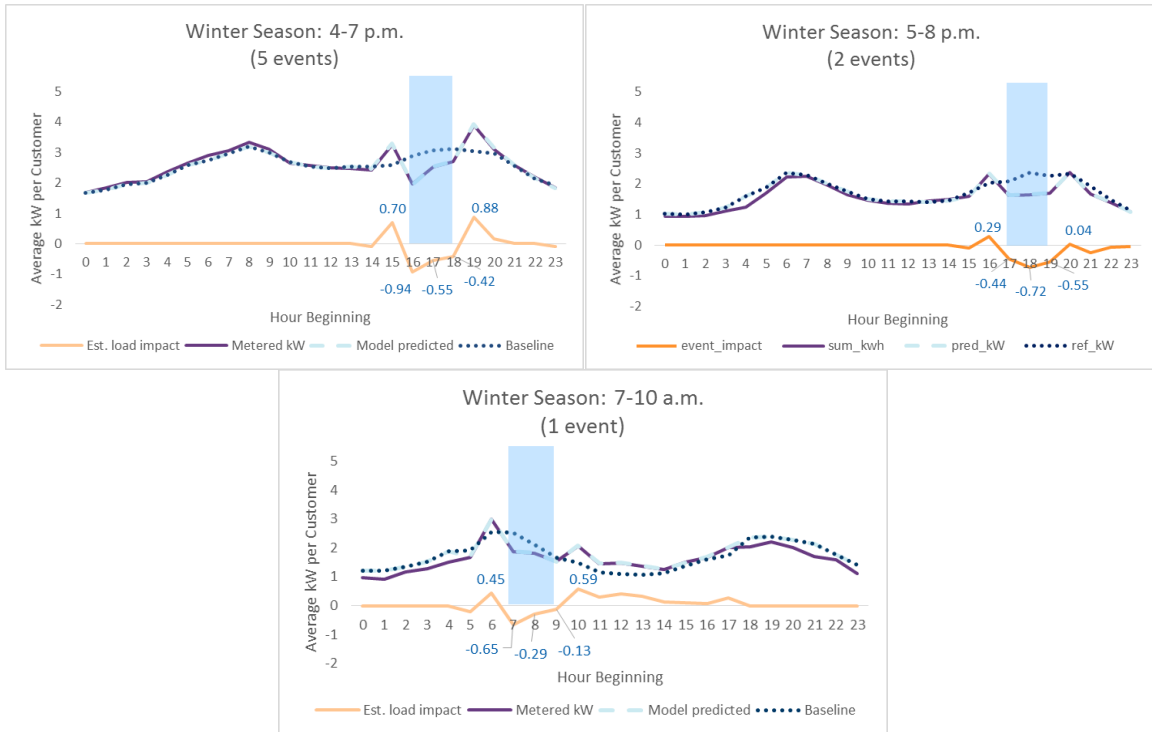 Winter Season: 4-7 p.m.
(5 events)
Average kW per Customer
5
4
3
2
1
0
-1
-2
0 1 2 3 4 5 6 7 8 9 10 11 12 13 14 15 16 17 18 19 20 21 22 23
0.70
0.88
-0.94
-0.55
-0.42
Hour Beginning
Est. load impact Metered kW Model predicted Baseline
Winter Season: 5-8 p.m.
(2 events)
Average kW per Customer
5
4
3
2
1
0
-1
-2
0 1 2 3 4 5 6 7 8 9 10 11 12 13 14 15 16 17 18 19 20 21 22 23
0.29
0.04
-0.44
-0.72
-0.55
Hour Beginning
event_impact sum_kwh pred_kW ref_kW
Winter Season: 7-10 a.m.
(1 event)
Average kW per Customer
5
4
3
2
1
0
-1
-2
0 1 2 3 4 5 6 7 8 9 10 11 12 13 14 15 16 17 18 19 20 21 22 23
0.45
0.59
-0.65
-0.29
-0.13
Hour Beginning
Est. load impact Metered kW Model predicted Baseline